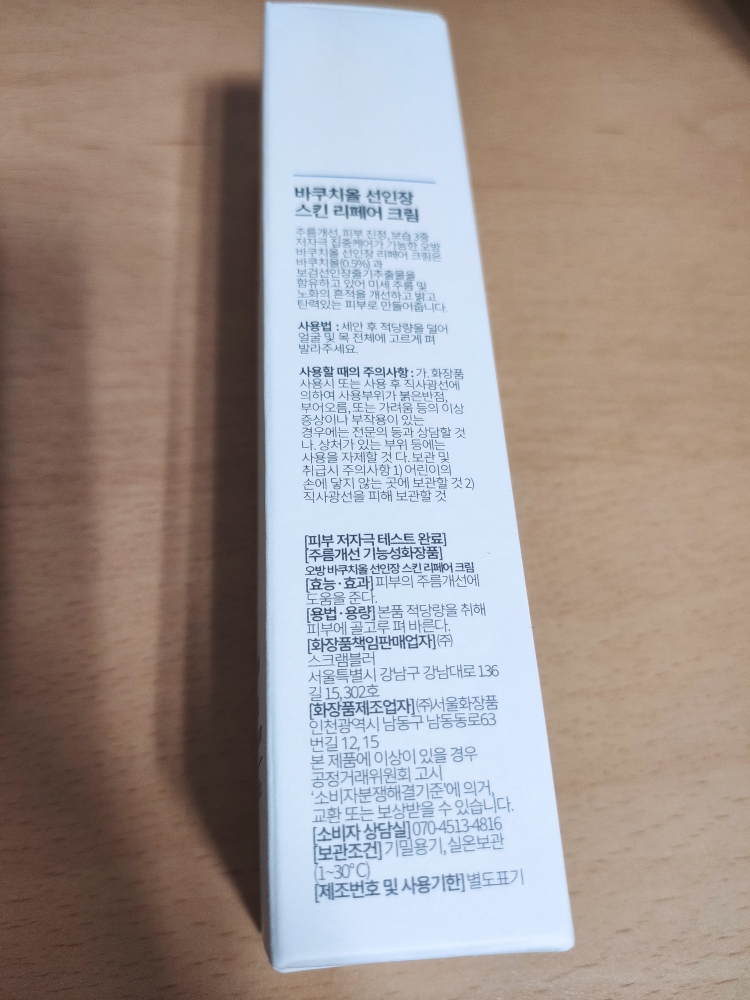 바쿠치올 선인장
스킨 리페어 크림
주름개선, 피부 진정, 보습 3중
저자극 집중케어가 가능한 오방
바쿠치올 선인장 리페어 크림은
바쿠치올(0.5%) 과
보검선인장줄기추출물을
함유하고 있어 미세 주름 및
노화의 흔적을 개선하고 밝고
탄력있는 피부로 만들어줍니다.
사용법 : 세안 후 적당량을 덜어
얼굴 및 목 전체에 고르게 펴
발라주세요.
사용할 때의 주의사항 : 가. 화장품
사용시 또는 사용 후 직사광선에
의하여 사용부위가 붉은반점,
부어오름, 또는 가려움 등의 이상
증상이나 부작용이 있는
경우에는 전문의 등과 상담할 것
나. 상처가 있는 부위 등에는
사용을 자제할 것 다. 보관 및
취급시 주의사항 1) 어린이의
손에 닿지 않는 곳에 보관할 것 2)
직사광선을 피해 보관할 것
[피부 저자극 테스트 완료]
[주름개선 기능성화장품]
오방 바쿠치올 선인장 스킨 리페어 크림
[효능·효과] 피부의 주름개선에
도움을 준다.
[용법·용량] 본품 적당량을 취해
피부에 골고루 펴 바른다.
[화장품책임판매업자] ㈜
스크램블러
서울특별시 강남구 강남대로 136
길 15, 302호
[화장품제조업자] ㈜서울화장품
인천광역시 남동구 남동동로63
번길 12, 15
본 제품에 이상이 있을 경우
공정거래위원회 고시
'소비자분쟁해결기준'에 의거,
교환 또는 보상받을 수 있습니다.
[소비자 상담실] 070-4513-4816
[보관조건] 기밀용기, 실온보관
(1~30°C)
[제조번호 및 사용기한] 별도표기